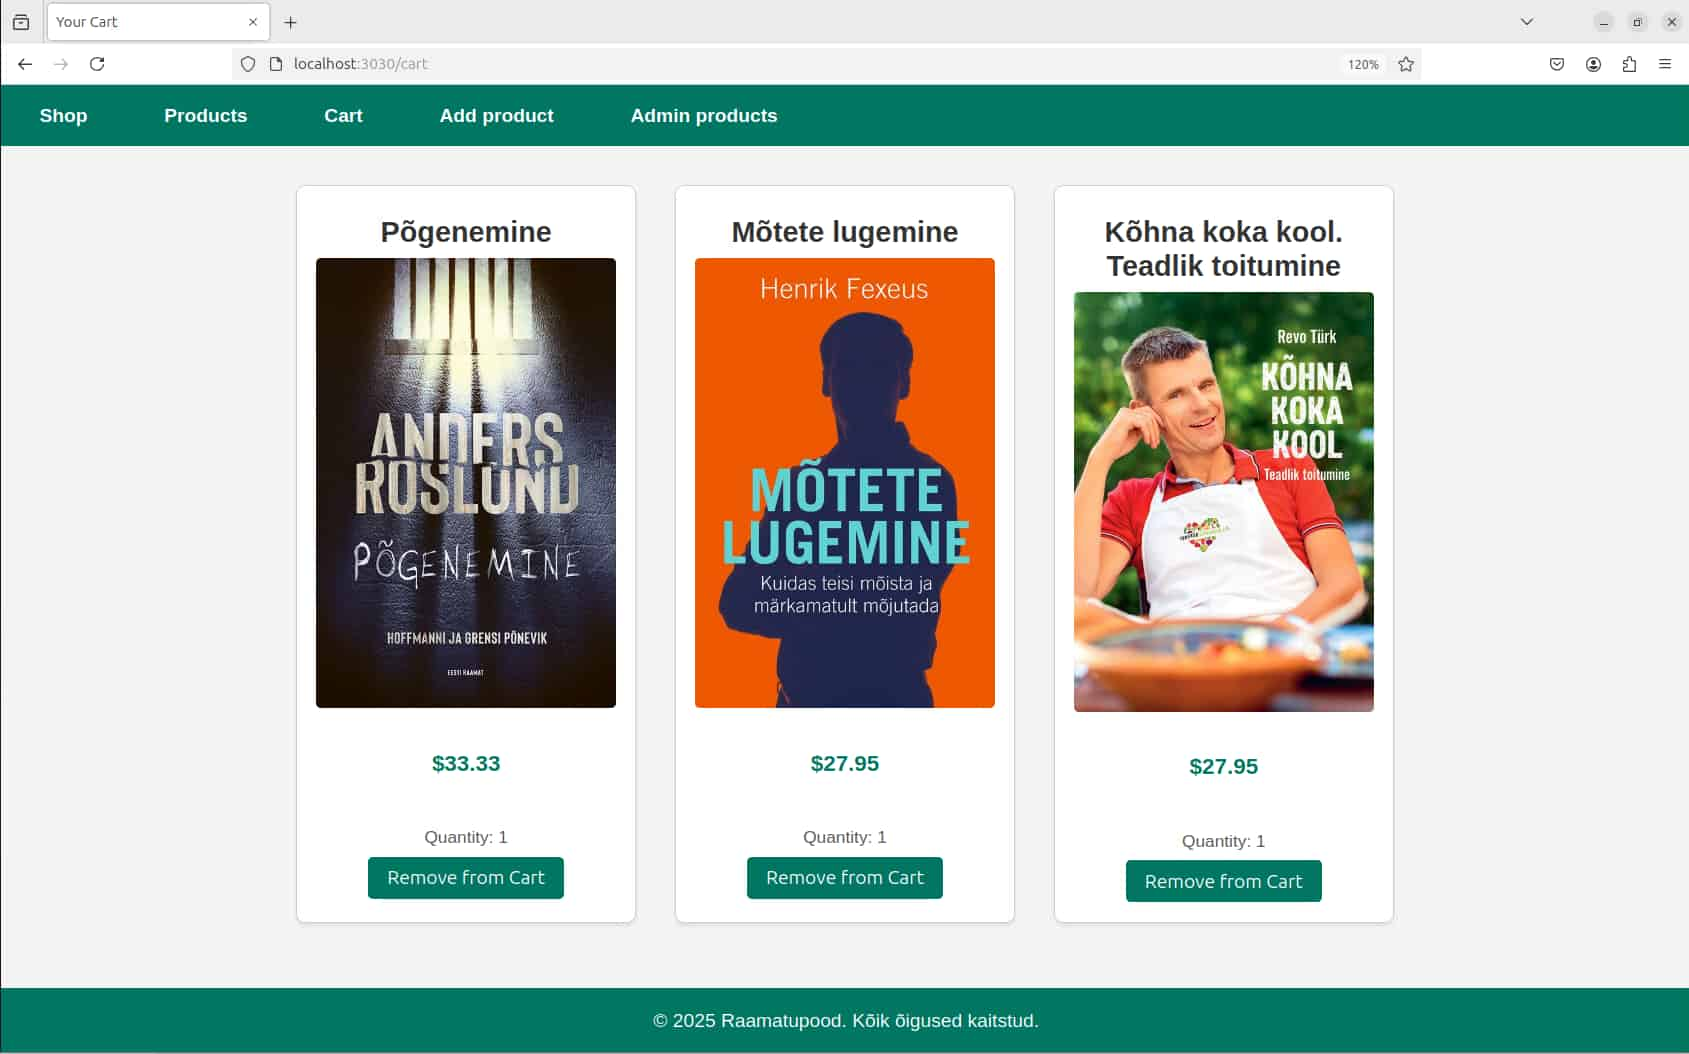 Your Cart
localhost:3030/cart
120%
Shop
Products
Cart
Add product
Admin products
Põgenemine
ANDERS
ROSLUND
PÕGENEMINE
HOFFMANNI JA GRENSI PÕNEVIK
EESTI RAAMAT
$33.33
Quantity: 1
Remove from Cart
Mõtete lugemine
Henrik Fexeus
MÕTETE
LUGEMINE
Kuidas teisi mõista ja
märkamatult mõjutada
$27.95
Quantity: 1
Remove from Cart
Kõhna koka kool.
Teadlik toitumine
Revo Türk
KÕHNA
KOKA
KOOL
Teadlik toitumine
$27.95
Quantity: 1
Remove from Cart
© 2025 Raamatupood. Kõik õigused kaitstud.